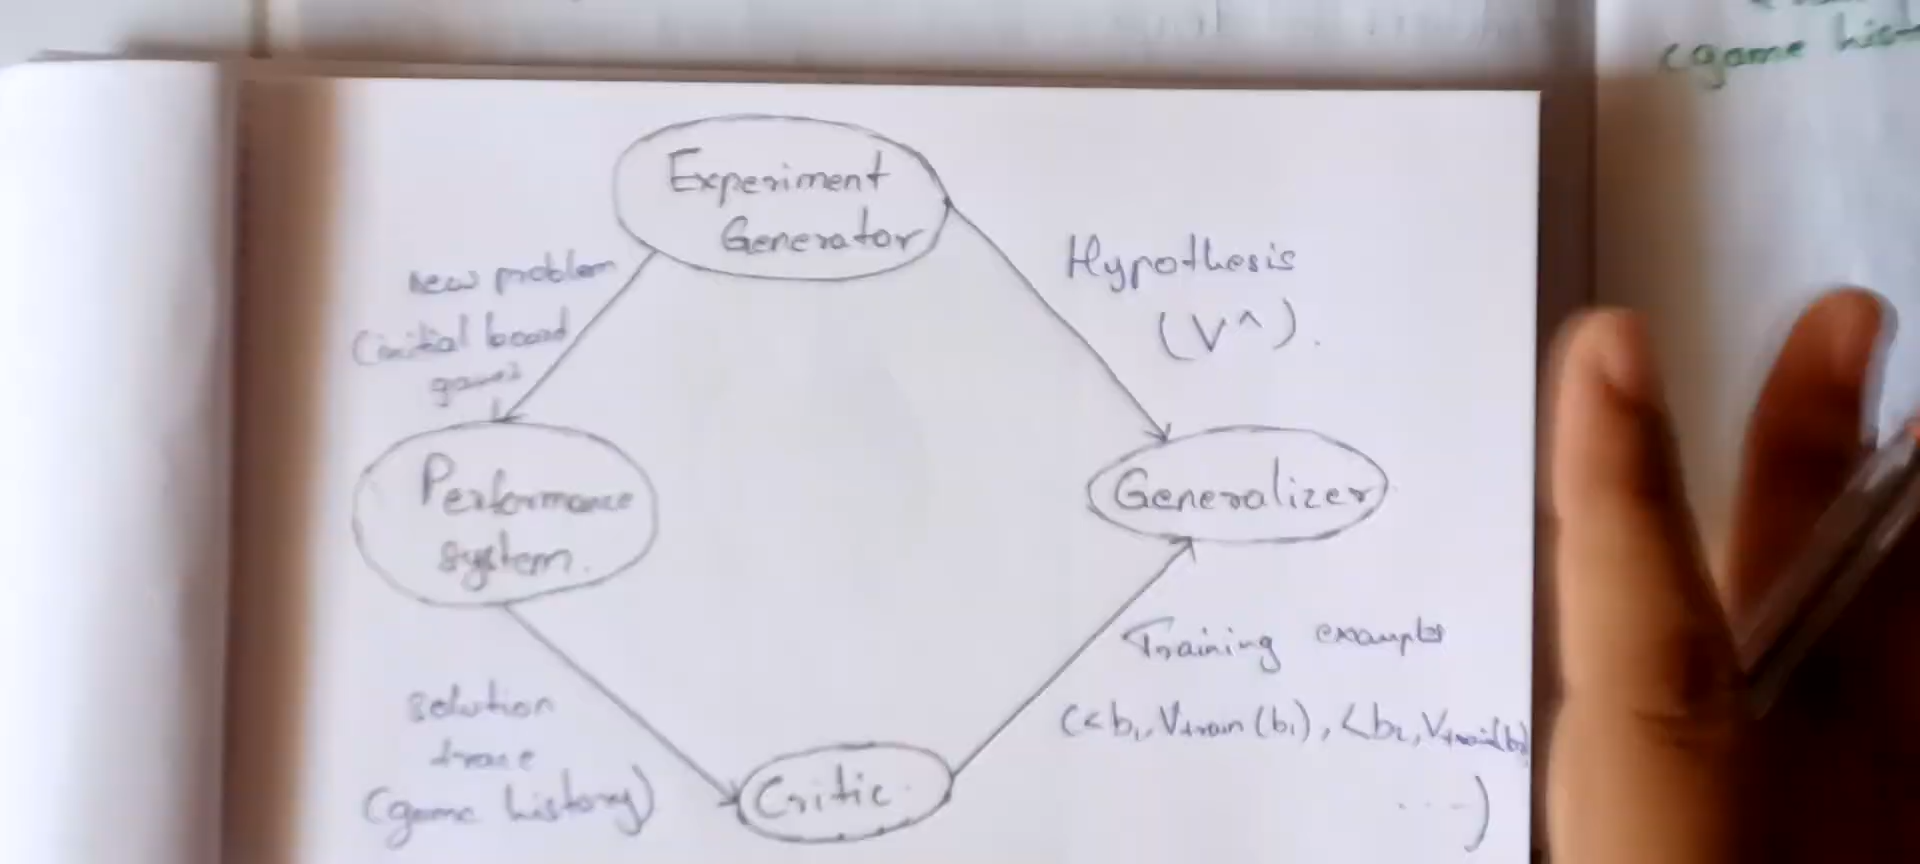 (game hist
Experiment
Generator
new problem
(initial board
games
Hypothesis
(V^).
Performance
system.
Generalizer
Training examples
(<b1, Vtrain (b1), <b2, Vtrain(b2)
...)
solution
trace
(game history)
Critic